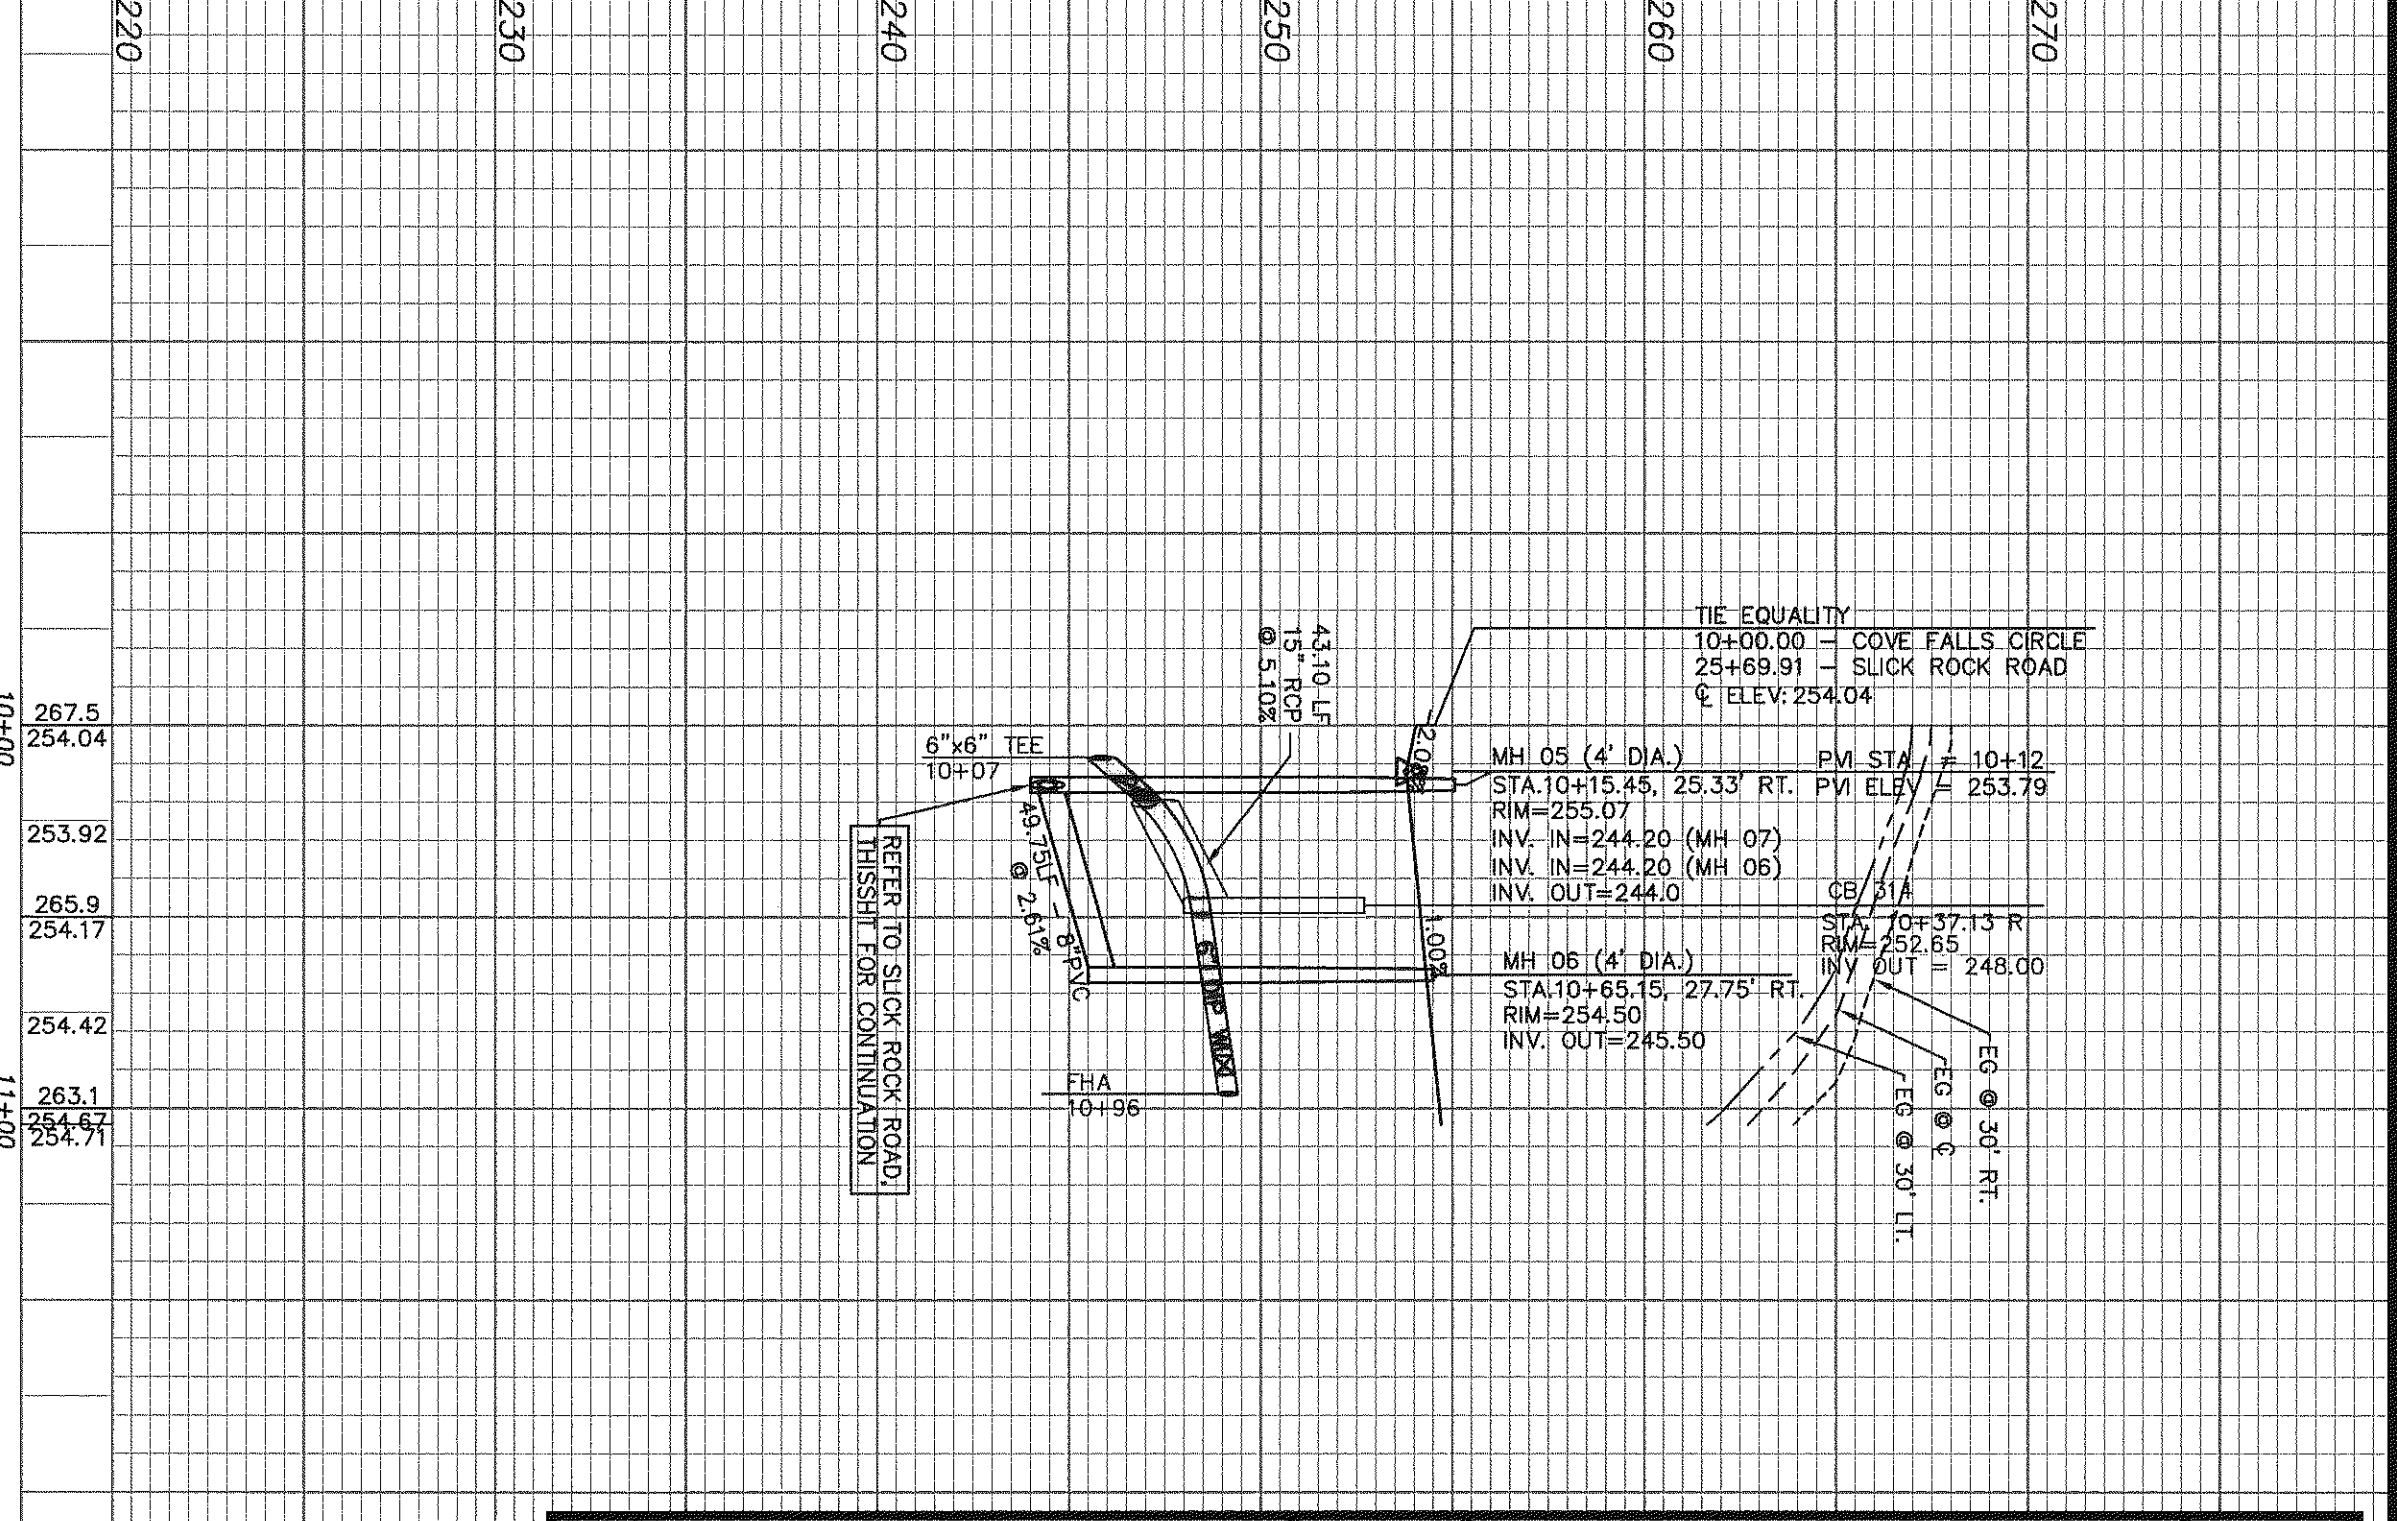 220
230
240
250
260
270
TIE EQUALITY
10+00.00 – COVE FALLS CIRCLE
25+69.91 – SLICK ROCK ROAD
℄ ELEV: 254.04
43.10 LF
15" RCP
@ 5.10%
6"x6" TEE
10+07
MH 05 (4' DIA.)
STA.10+15.45, 25.33' RT.
RIM=255.07
INV. IN=244.20 (MH 07)
INV. IN=244.20 (MH 06)
INV. OUT=244.0
PVI STA = 10+12
PVI ELEV = 253.79
CB 314
STA. 10+37.13 R
RIM=252.65
INV OUT = 248.00
1.00%
MH 06 (4' DIA.)
STA.10+65.15, 27.75' RT.
RIM=254.50
INV. OUT=245.50
49.75LF – 8"PVC
@ 2.61%
6" DIP
REFER TO SLICK ROCK ROAD,
THISSHT FOR CONTINUATION
FHA
10+96
EG @ 30' RT.
EG @ ℄
EG @ 30' LT.
10+00
267.5
254.04
253.92
265.9
254.17
254.42
11+00
263.1
254.67
254.71